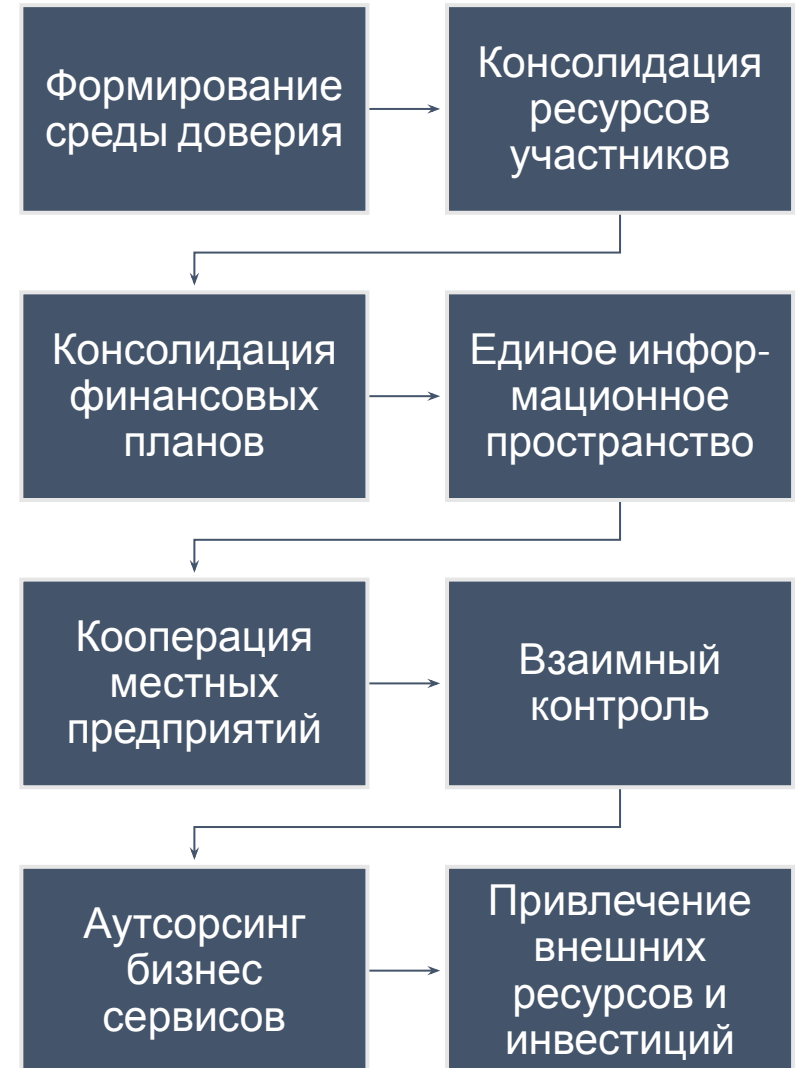 Формирование
среды доверия
Консолидация
ресурсов
участников
Консолидация
финансовых
планов
Единое инфор-
мационное
пространство
Кооперация
местных
предприятий
Взаимный
контроль
Аутсорсинг
бизнес
сервисов
Привлечение
внешних
ресурсов и
инвестиций